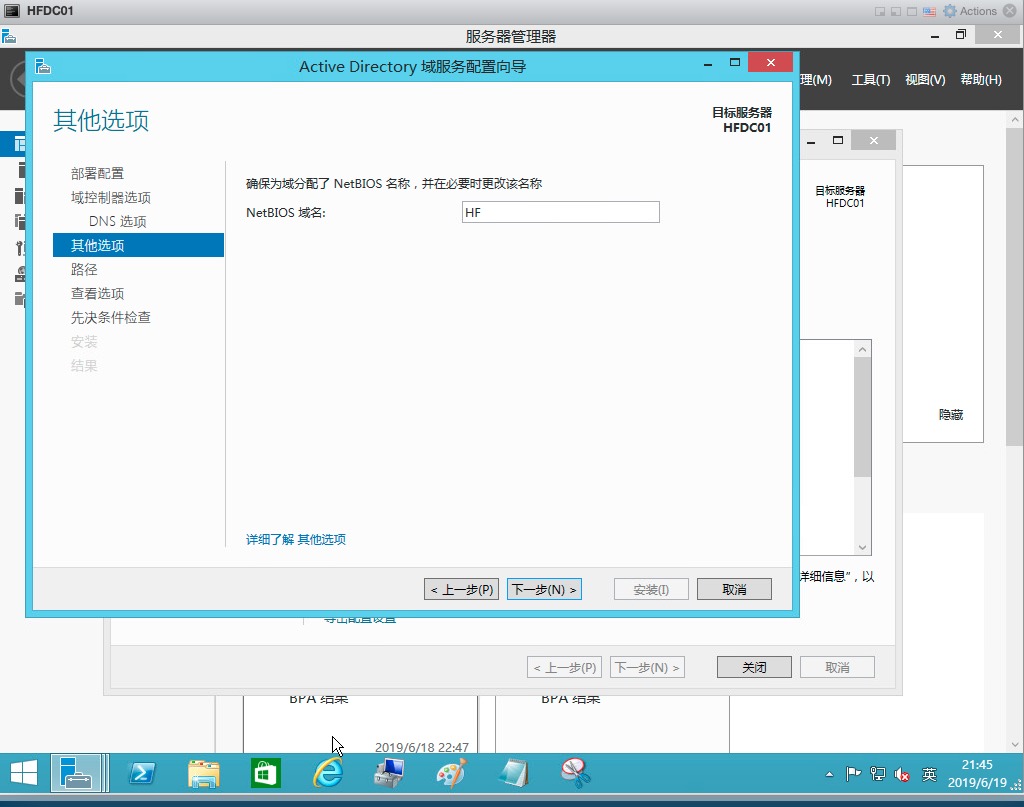 HFDC01
Actions
服务器管理器
Active Directory 域服务配置向导
理(M) 工具(T) 视图(V) 帮助(H)
其他选项
目标服务器
HFDC01
目标服务器
HFDC01
部署配置
域控制器选项
DNS 选项
其他选项
路径
查看选项
先决条件检查
安装
结果
确保为域分配了 NetBIOS 名称，并在必要时更改该名称
NetBIOS 域名:
HF
隐藏
详细了解 其他选项
详细信息"，以
< 上一步(P)
下一步(N) >
安装(I)
取消
导出配置设置
< 上一步(P)
下一步(N) >
关闭
取消
BPA 结果
BPA 结果
2019/6/18 22:47
英
21:45
2019/6/19